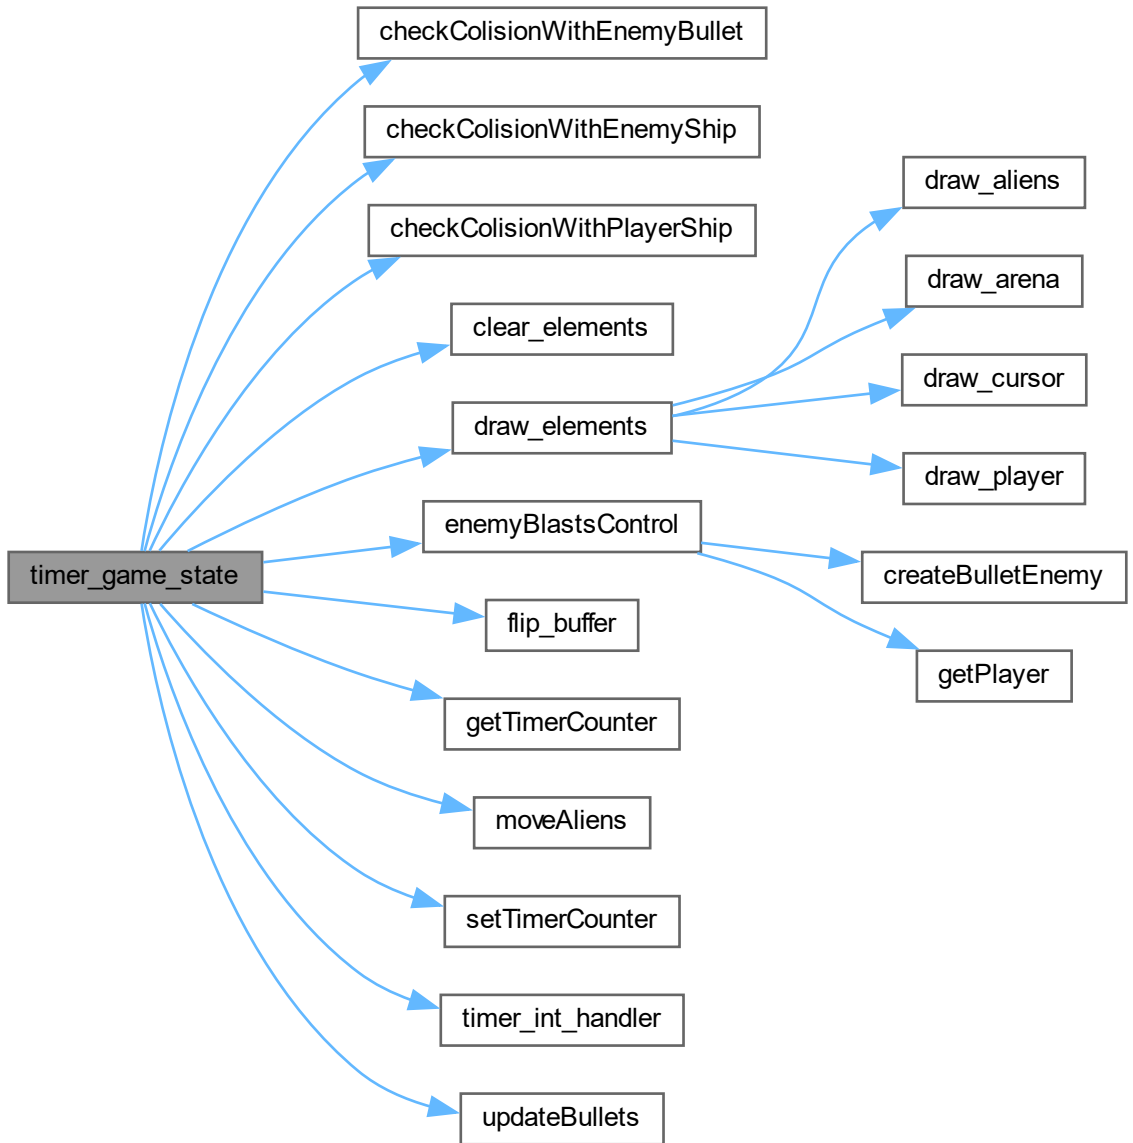 timer_game_state
checkColisionWithEnemyBullet
checkColisionWithEnemyShip
checkColisionWithPlayerShip
clear_elements
draw_elements
draw_aliens
draw_arena
draw_cursor
draw_player
enemyBlastsControl
createBulletEnemy
getPlayer
flip_buffer
getTimerCounter
moveAliens
setTimerCounter
timer_int_handler
updateBullets